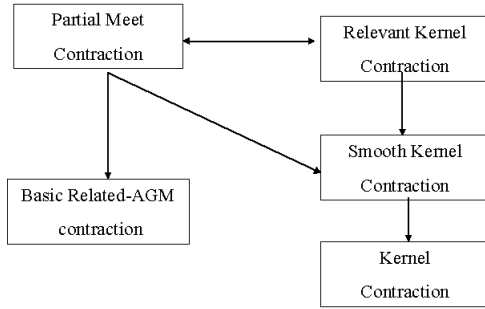 Partial Meet
Contraction
Relevant Kernel
Contraction
Smooth Kernel
Contraction
Basic Related-AGM
contraction
Kernel
Contraction